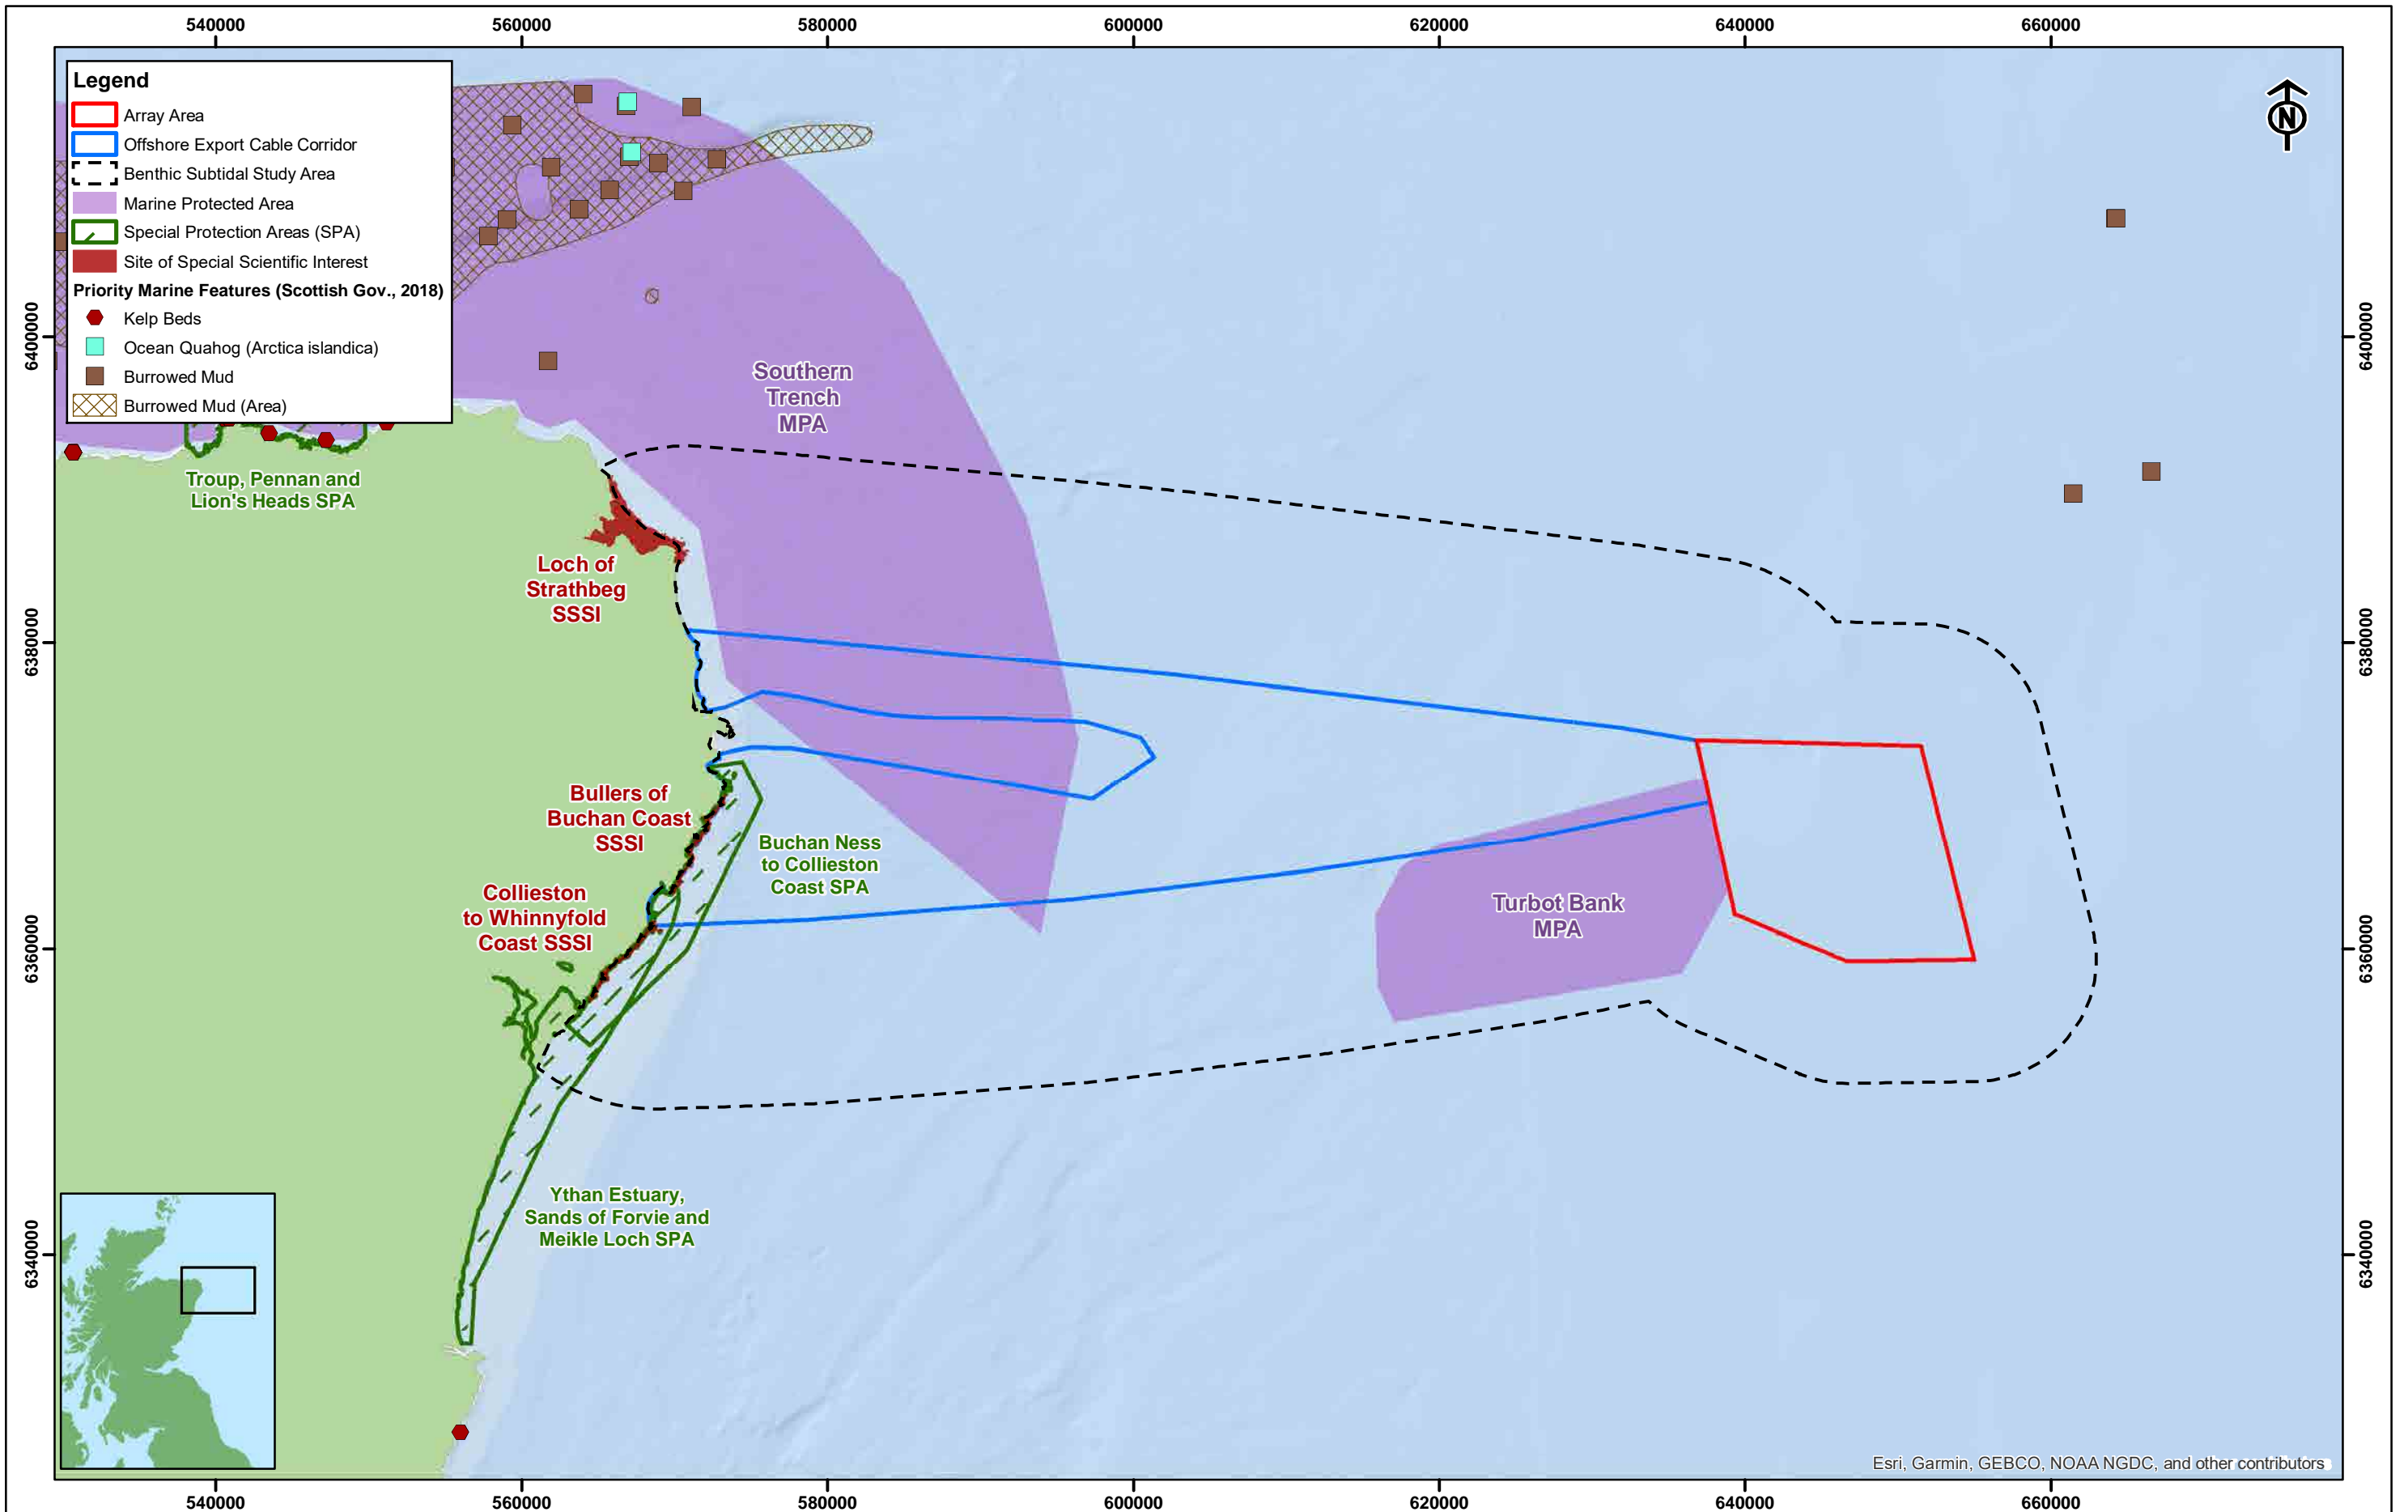 540000 560000 580000 600000 620000 640000 660000
Legend
Array Area
Offshore Export Cable Corridor
Benthic Subtidal Study Area
Marine Protected Area
Special Protection Areas (SPA)
Site of Special Scientific Interest
Priority Marine Features (Scottish Gov., 2018)
Kelp Beds
Ocean Quahog (Arctica islandica)
Burrowed Mud
Burrowed Mud (Area)
N
6400000 6400000
Southern
Trench
MPA
Troup, Pennan and
Lion's Heads SPA
Loch of
Strathbeg
SSSI
6380000 6380000
Bullers of
Buchan Coast
SSSI
Buchan Ness
to Collieston
Coast SPA
Collieston
to Whinnyfold
Coast SSSI
Turbot Bank
MPA
6360000 6360000
Ythan Estuary,
Sands of Forvie and
Meikle Loch SPA
6340000 6340000
Esri, Garmin, GEBCO, NOAA NGDC, and other contributors
540000 560000 580000 600000 620000 640000 660000